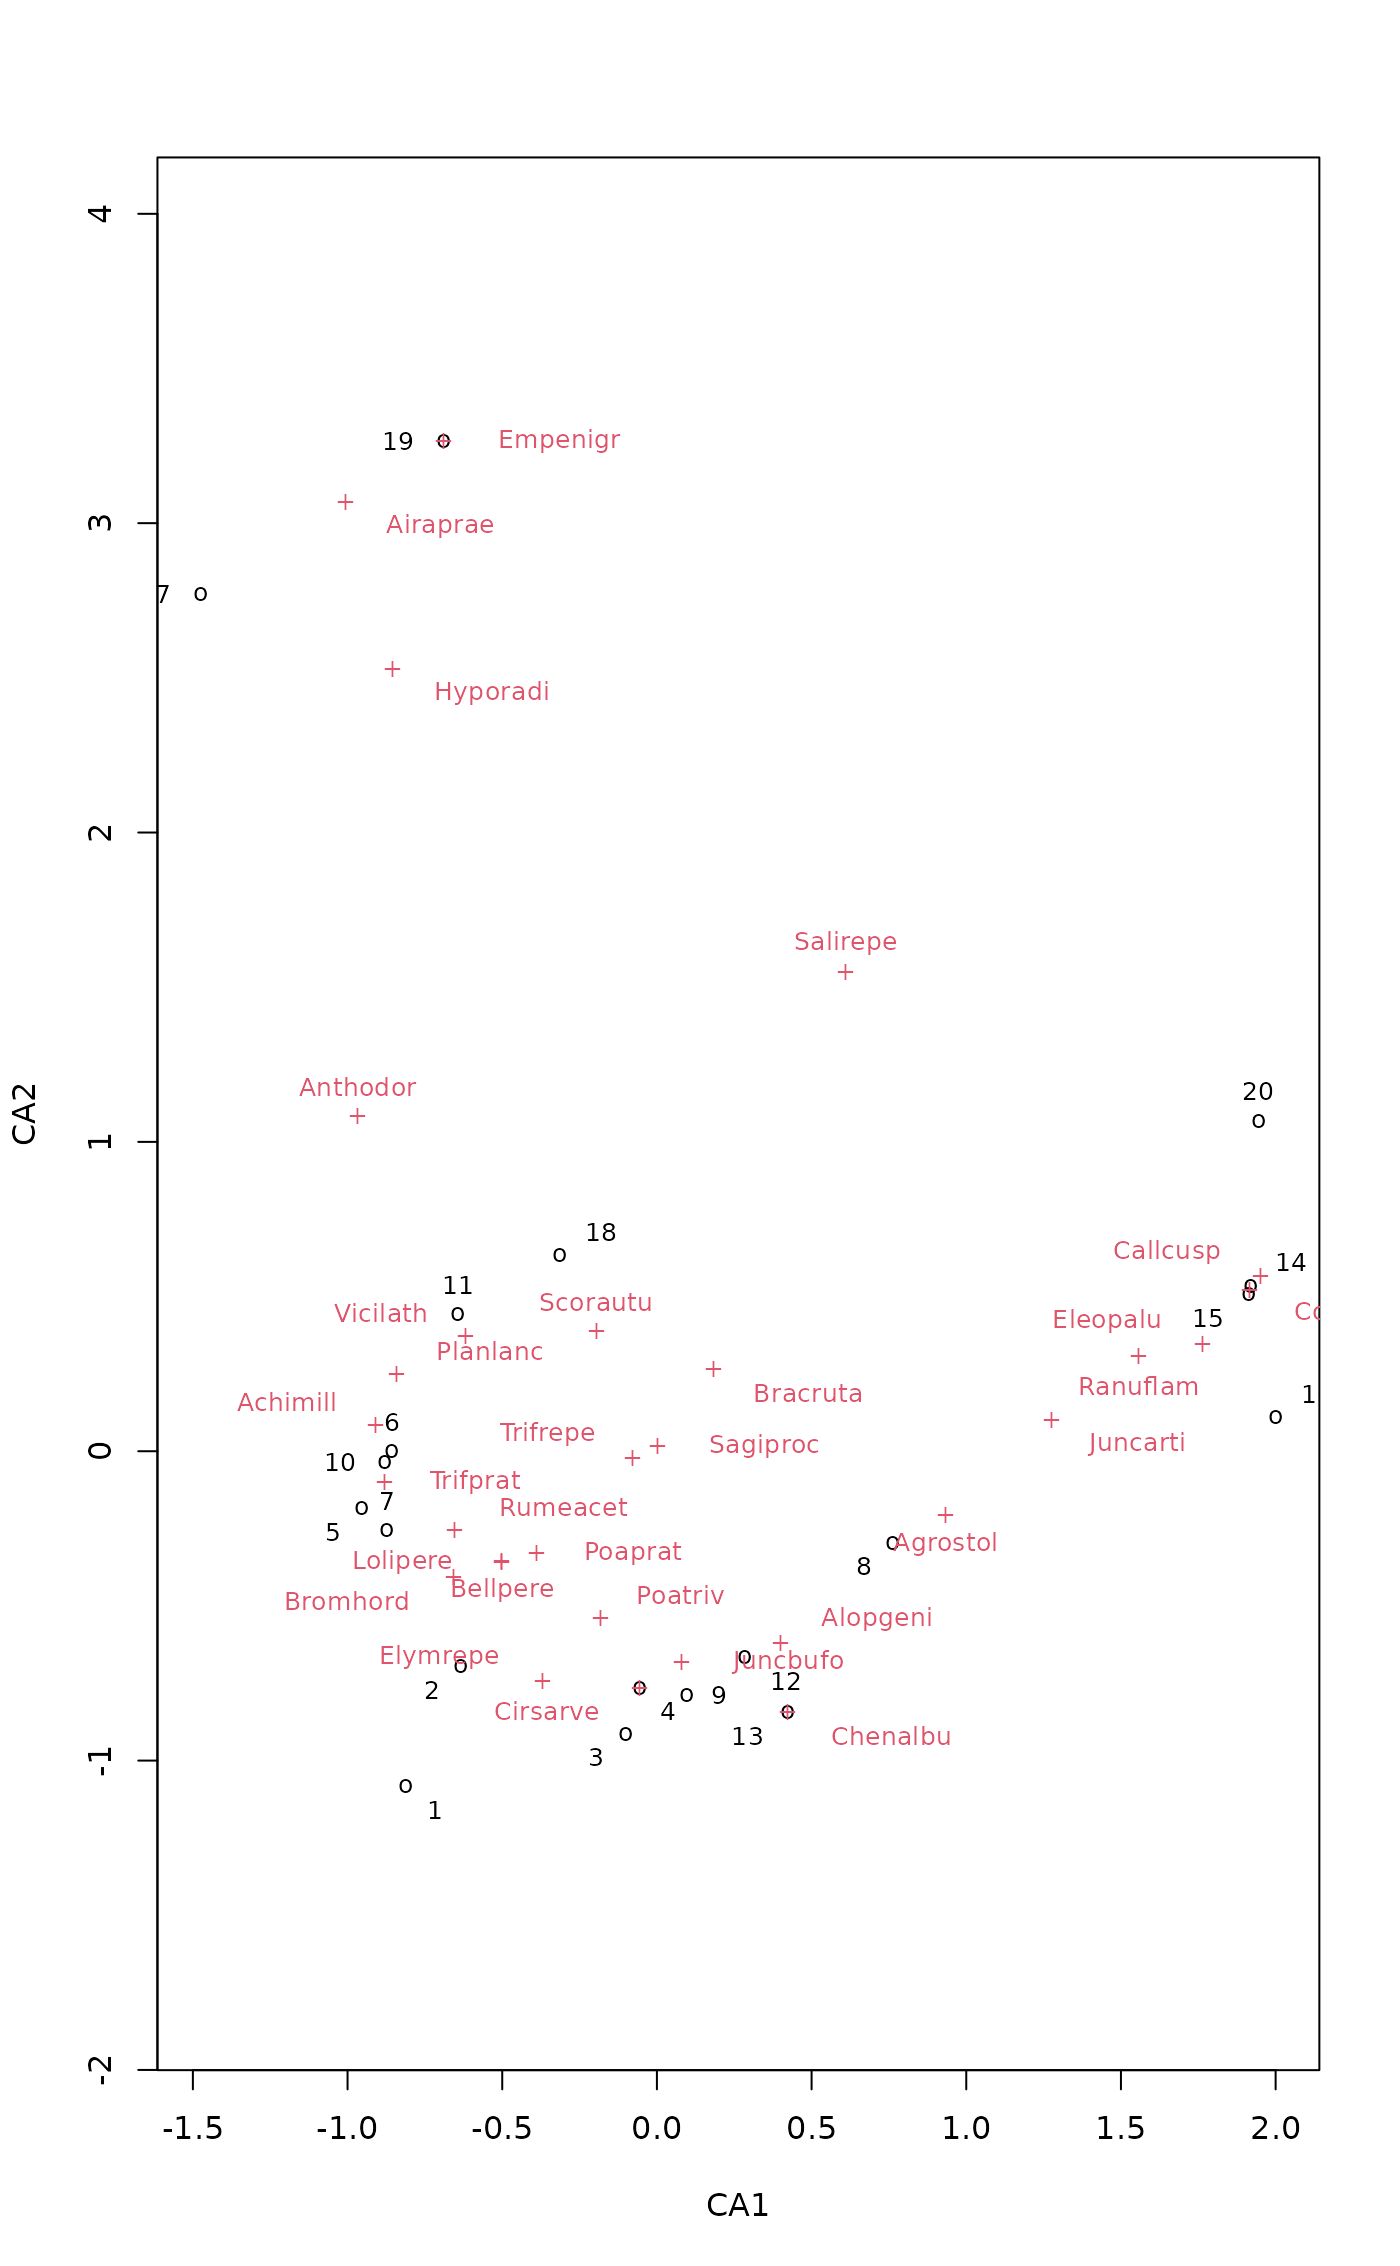 4
19
Empenigr
3
Airaprae
7
Hyporadi
2
Salirepe
Anthodor
20
1
CA2
18
Callcusp
14
11
Scorautu
Co
Vicilath
15
Eleopalu
Planlanc
Ranuflam
1
Bracruta
Achimill
6
Trifrepe
Sagiproc
Juncarti
0
10
Trifprat
7
Rumeacet
5
Agrostol
Lolipere
Poaprat
8
Bellpere
Poatriv
Bromhord
Alopgeni
Elymrepe
Juncbufo
12
2
9
4
Cirsarve
13
Chenalbu
3
-1
1
-2
-1.5 -1.0 -0.5 0.0 0.5 1.0 1.5 2.0
CA1